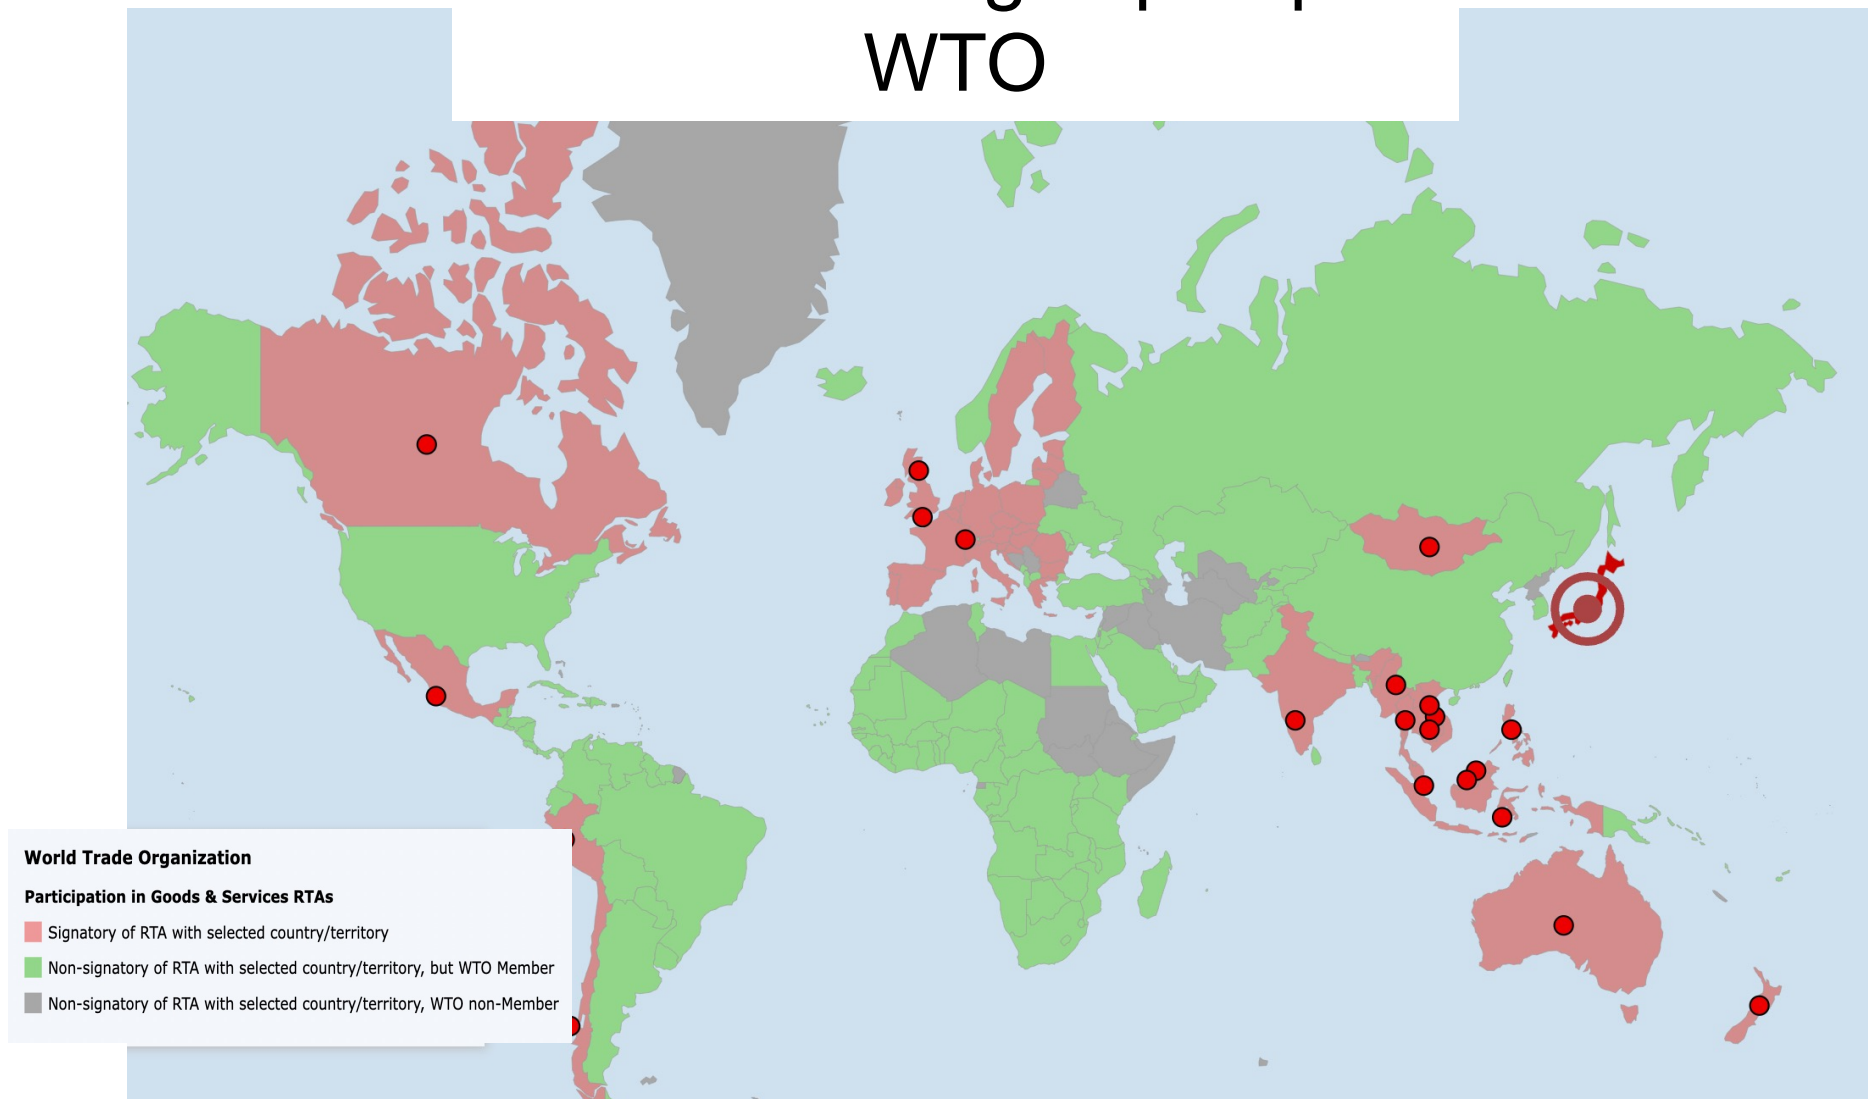 WTO
World Trade Organization
Participation in Goods & Services RTAs
Signatory of RTA with selected country/territory
Non-signatory of RTA with selected country/territory, but WTO Member
Non-signatory of RTA with selected country/territory, WTO non-Member